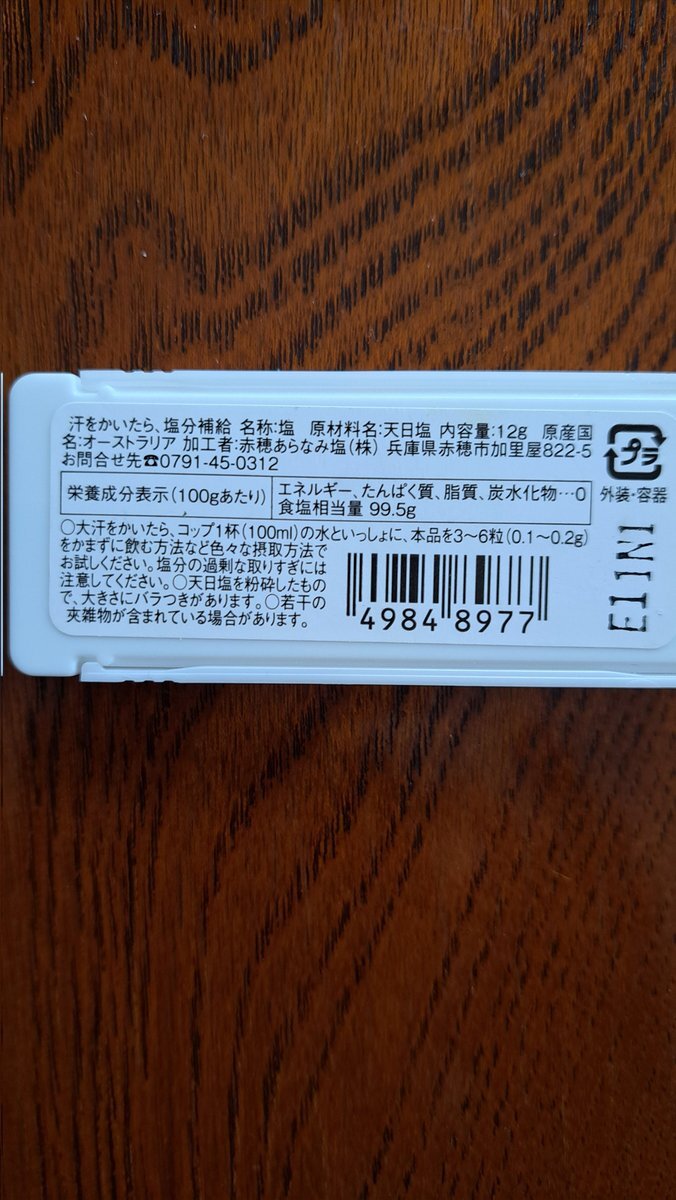 汗をかいたら、塩分補給 名称:塩 原材料名:天日塩 内容量:12g 原産国
名:オーストラリア 加工者:赤穂あらなみ塩(株) 兵庫県赤穂市加里屋822-5
お問合せ先☎0791-45-0312
栄養成分表示(100gあたり)
エネルギー、たんぱく質、脂質、炭水化物…0
食塩相当量 99.5g
○大汗をかいたら、コップ1杯(100ml)の水といっしょに、本品を3〜6粒(0.1〜0.2g)
をかまずに飲む方法など色々な摂取方法で
お試しください。塩分の過剰な取りすぎには
注意してください。○天日塩を粉砕したもの
で、大きさにバラつきがあります。○若干の
夾雑物が含まれている場合があります。
4984 8977
プラ
外装・容器
E11N1